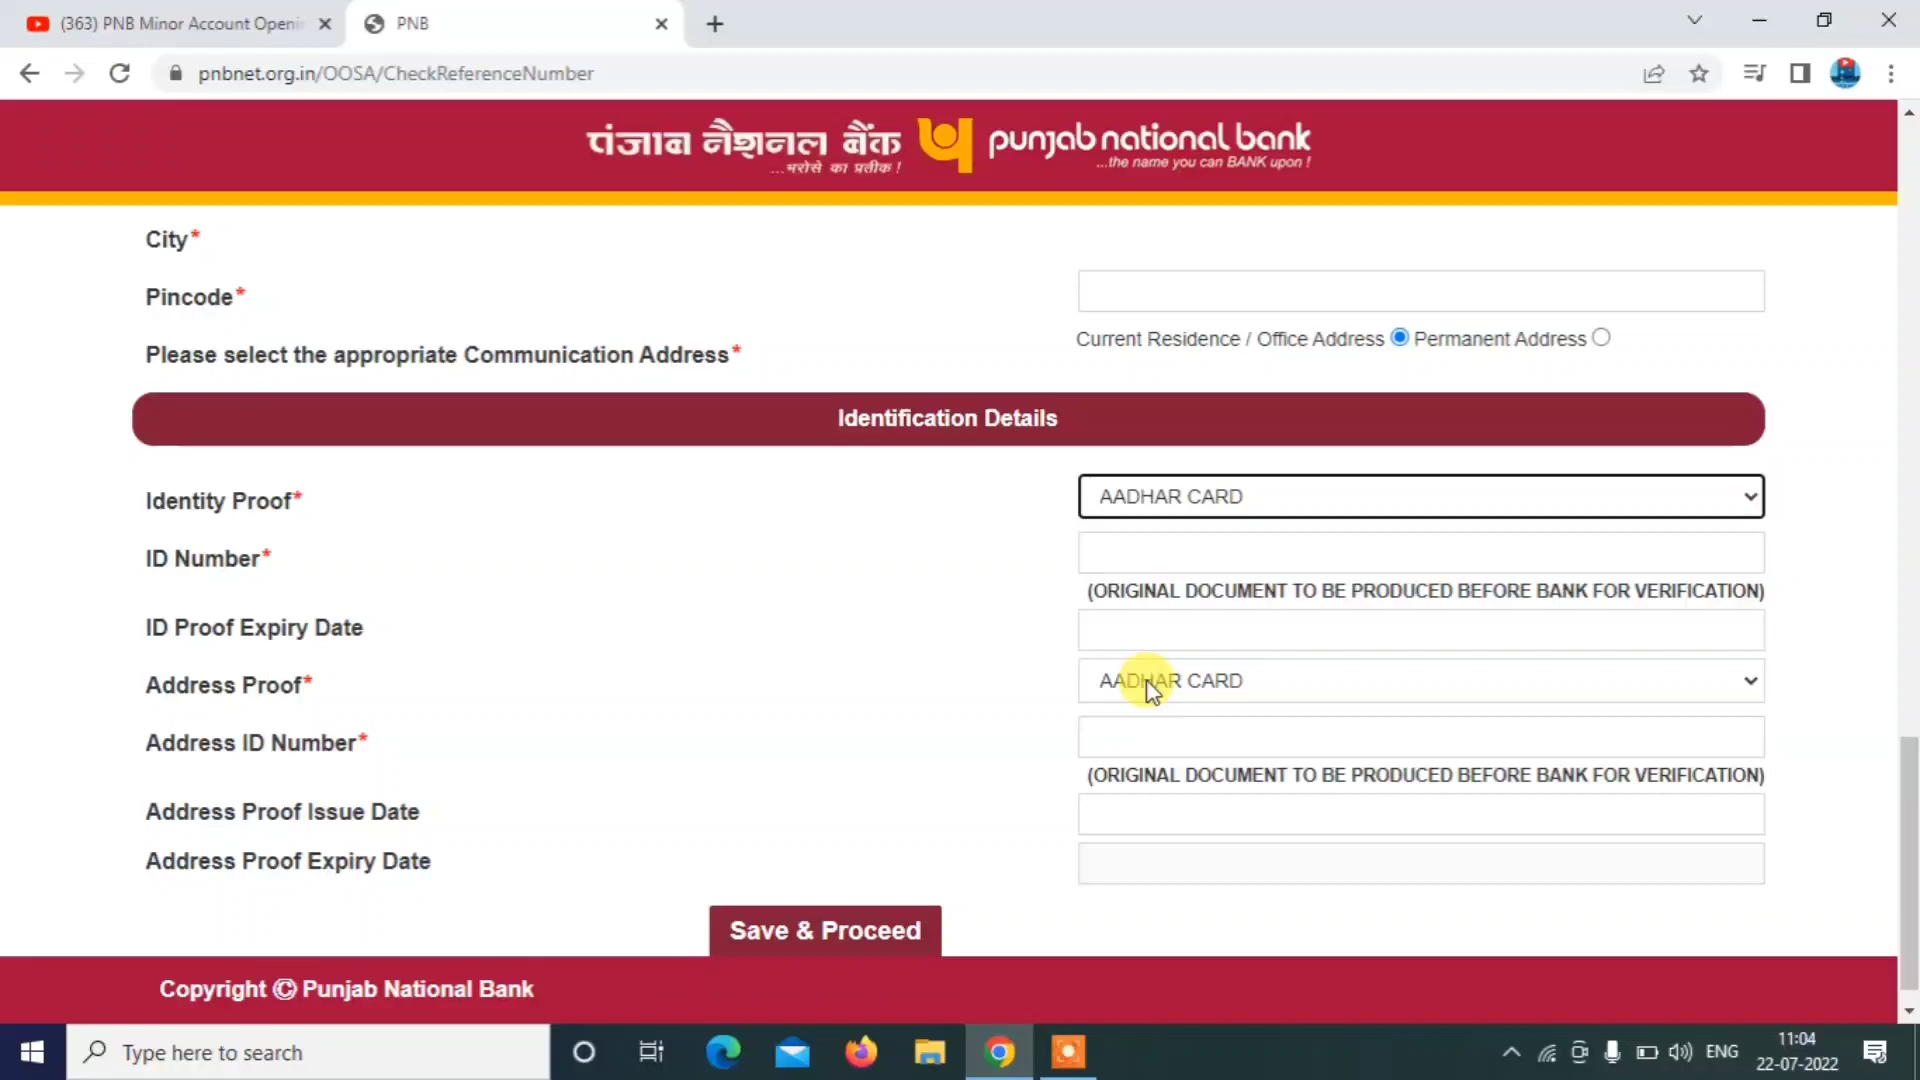 (363) PNB Minor Account Openi
PNB
pnbnet.org.in/OOSA/CheckReferenceNumber
पंजाब नैशनल बैंक
...भरोसे का प्रतीक !
punjab national bank
...the name you can BANK upon !
City*
Pincode*
Please select the appropriate Communication Address*
Current Residence / Office Address Permanent Address
Identification Details
Identity Proof*
AADHAR CARD
ID Number*
(ORIGINAL DOCUMENT TO BE PRODUCED BEFORE BANK FOR VERIFICATION)
ID Proof Expiry Date
Address Proof*
AADHAR CARD
Address ID Number*
(ORIGINAL DOCUMENT TO BE PRODUCED BEFORE BANK FOR VERIFICATION)
Address Proof Issue Date
Address Proof Expiry Date
Save & Proceed
Copyright © Punjab National Bank
Type here to search
ENG
11:04
22-07-2022